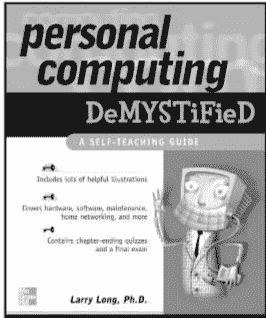 personal
computing
DeMYSTiFieD
A SELF-TEACHING GUIDE
Includes lots of helpful illustrations
Covers hardware, software, maintenance,
home networking, and more
Contains chapter-ending quizzes
and a final exam
Larry Long, Ph.D.